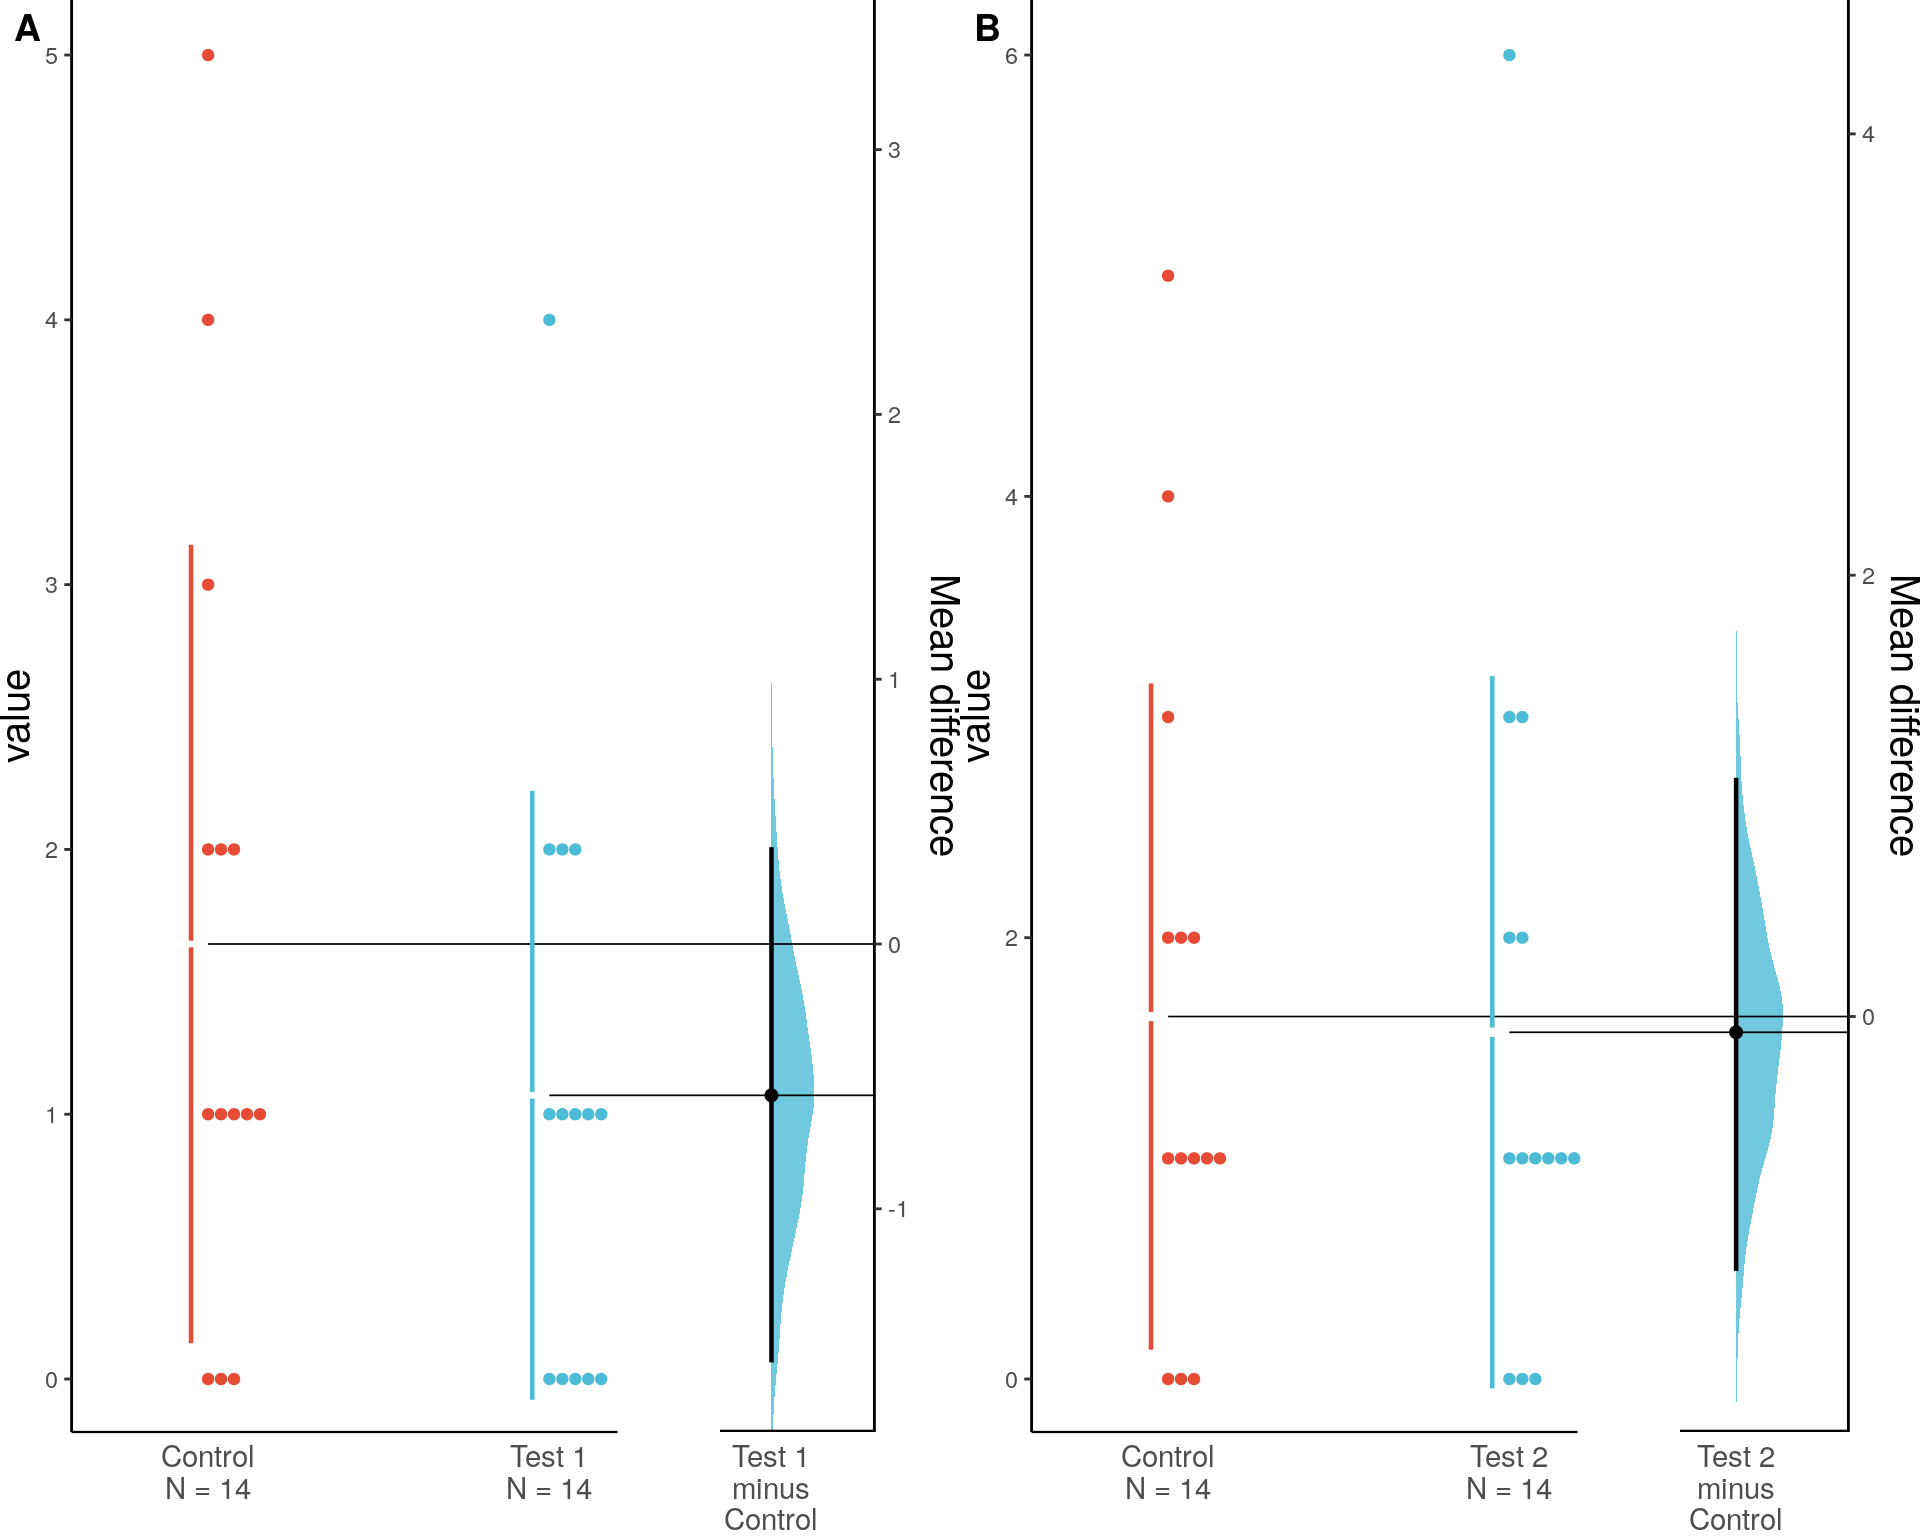 A
value
5
4
3
2
1
0
3
2
1
0
-1
Mean difference
Control
N = 14
Test 1
N = 14
Test 1
minus
Control
B
value
6
4
2
0
4
2
0
Mean difference
Control
N = 14
Test 2
N = 14
Test 2
minus
Control